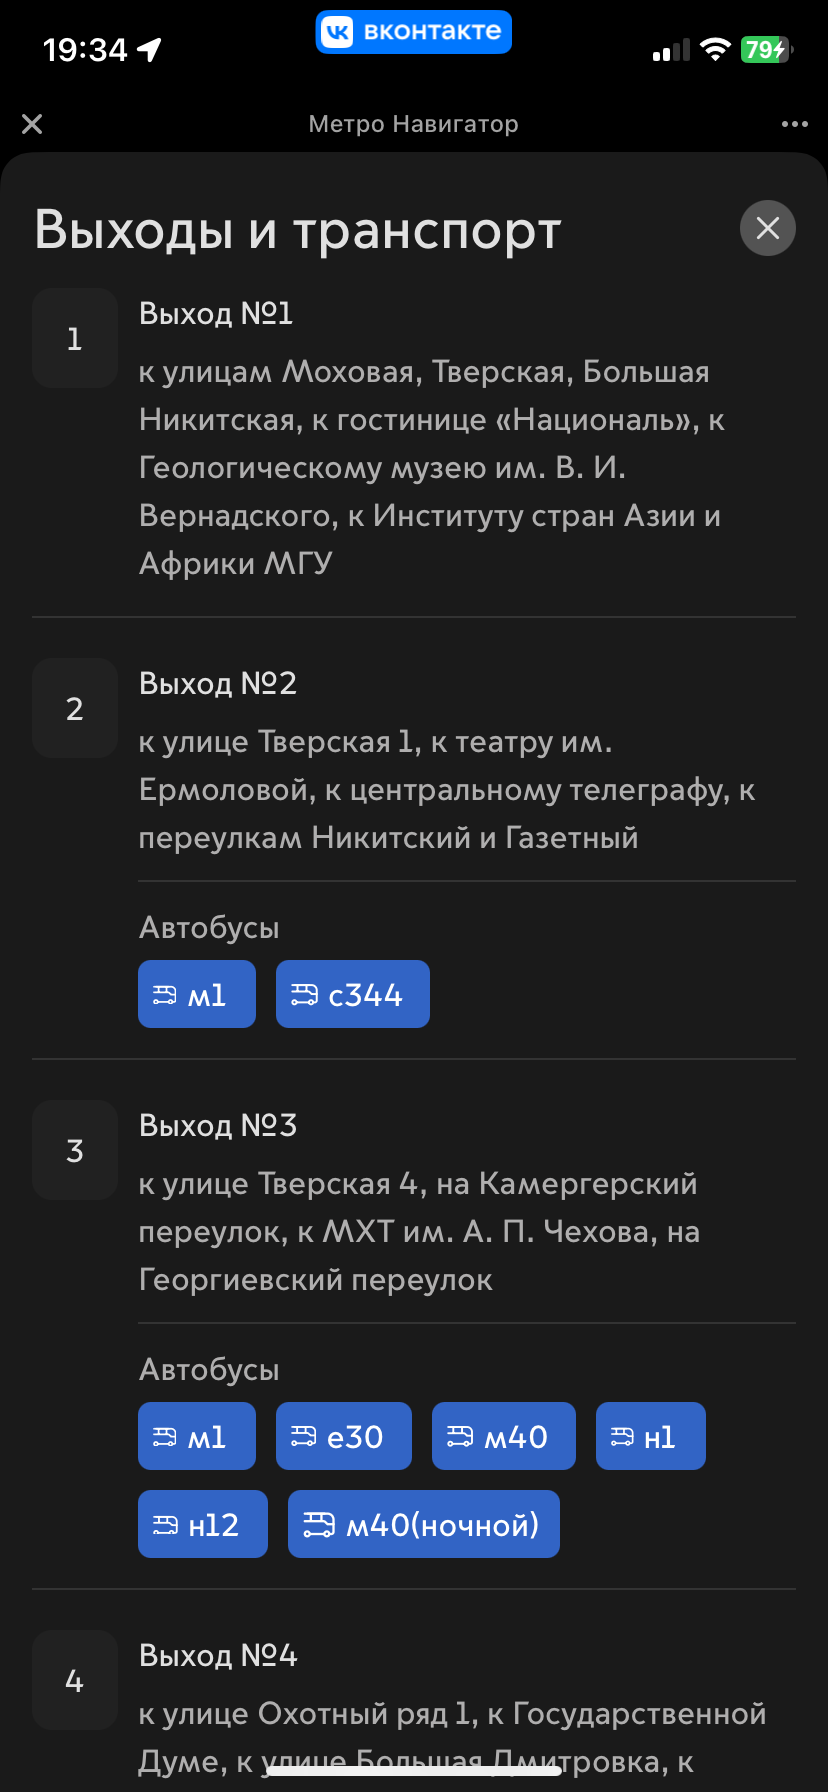 19:34
вконтакте
79
Метро Навигатор
Выходы и транспорт
1
Выход №1
к улицам Моховая, Тверская, Большая
Никитская, к гостинице «Националь», к
Геологическому музею им. В. И.
Вернадского, к Институту стран Азии и
Африки МГУ
2
Выход №2
к улице Тверская 1, к театру им.
Ермоловой, к центральному телеграфу, к
переулкам Никитский и Газетный
Автобусы
м1 с344
3
Выход №3
к улице Тверская 4, на Камергерский
переулок, к МХТ им. А. П. Чехова, на
Георгиевский переулок
Автобусы
м1 е30 м40 н1
н12 м40(ночной)
4
Выход №4
к улице Охотный ряд 1, к Государственной
Думе, к улице Большая Дмитровка, к